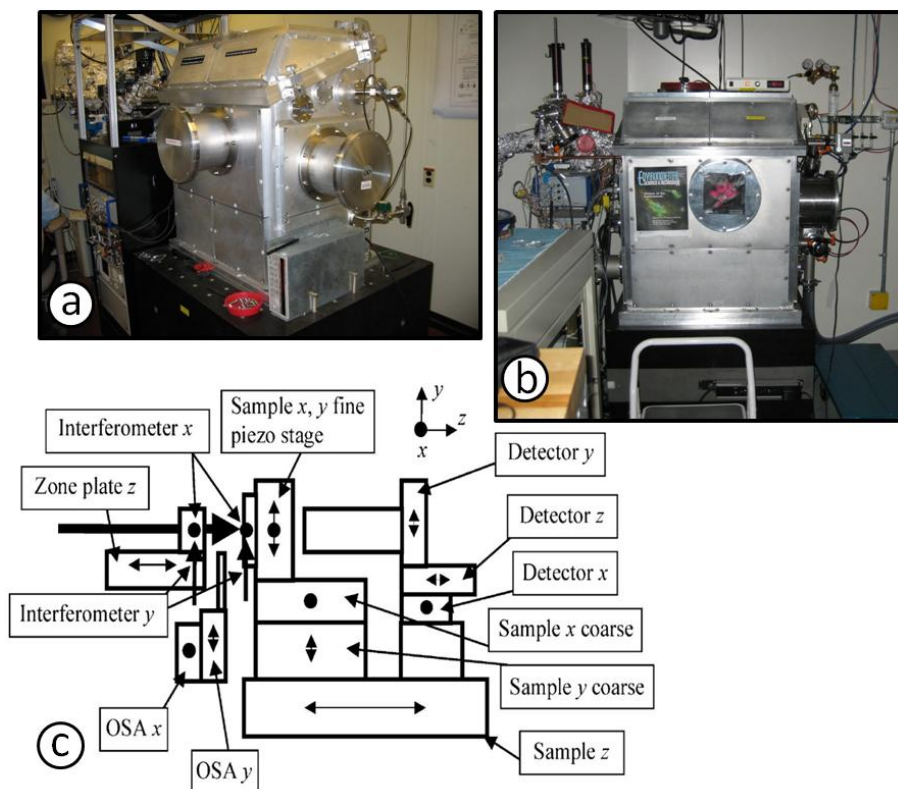 a
b
y
z
x
Sample x, y fine
piezo stage
Interferometer x
Detector y
Zone plate z
Detector z
Detector x
Interferometer y
Sample x coarse
Sample y coarse
OSA x
Sample z
OSA y
c